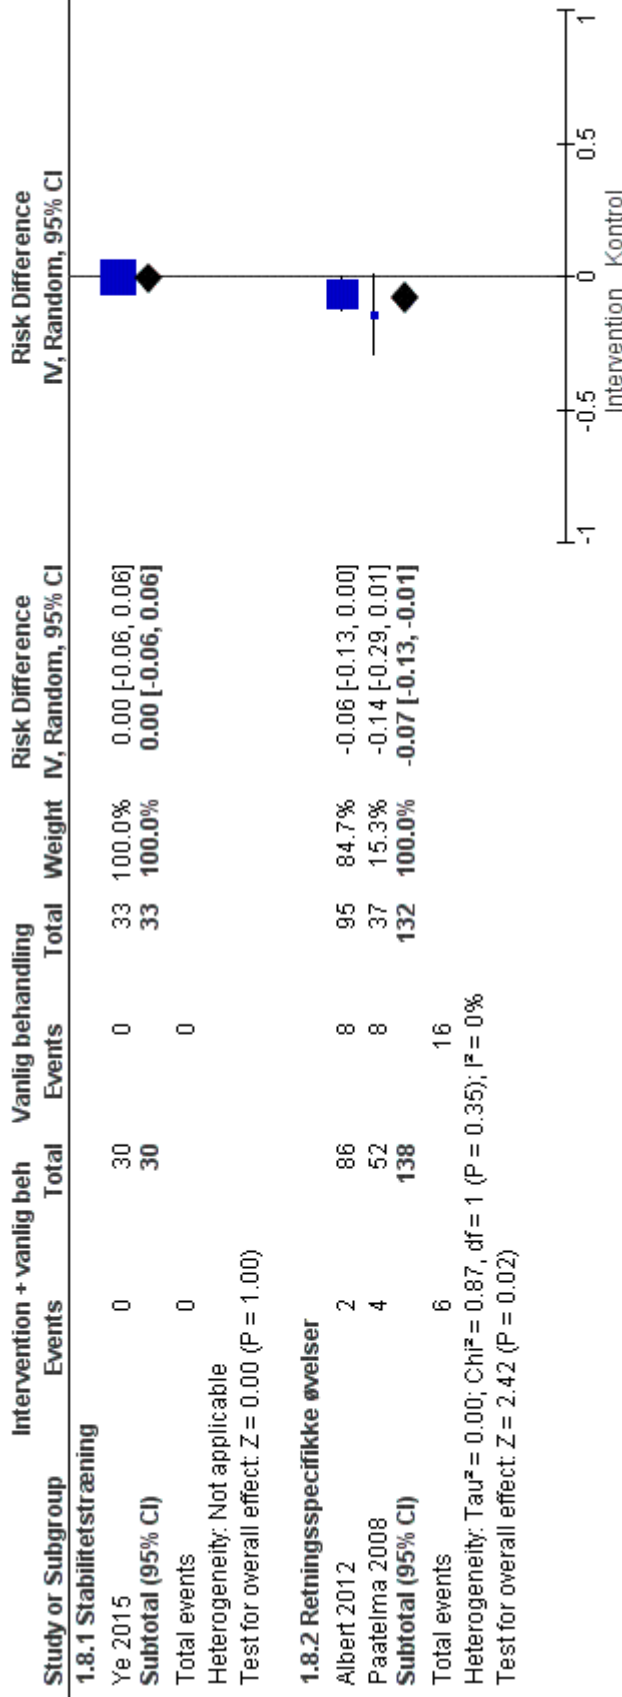 Intervention + vanlig beh Vanlig behandling Risk Difference Risk Difference
Study or Subgroup Events Total Events Total Weight IV, Random, 95% CI IV, Random, 95% CI
1.8.1 Stabilitetstræning
Ye 2015 0 30 0 33 100.0% 0.00 [-0.06, 0.06]
Subtotal (95% CI) 30 33 100.0% 0.00 [-0.06, 0.06]
Total events 0 0
Heterogeneity: Not applicable
Test for overall effect: Z = 0.00 (P = 1.00)
1.8.2 Retningsspecifikke øvelser
Albert 2012 2 86 8 95 84.7% -0.06 [-0.13, 0.00]
Paatelma 2008 4 52 8 37 15.3% -0.14 [-0.29, 0.01]
Subtotal (95% CI) 138 132 100.0% -0.07 [-0.13, -0.01]
Total events 6 16
Heterogeneity: Tau² = 0.00; Chi² = 0.87, df = 1 (P = 0.35); I² = 0%
Test for overall effect: Z = 2.42 (P = 0.02)
-1 -0.5 0 0.5 1
Intervention Kontrol